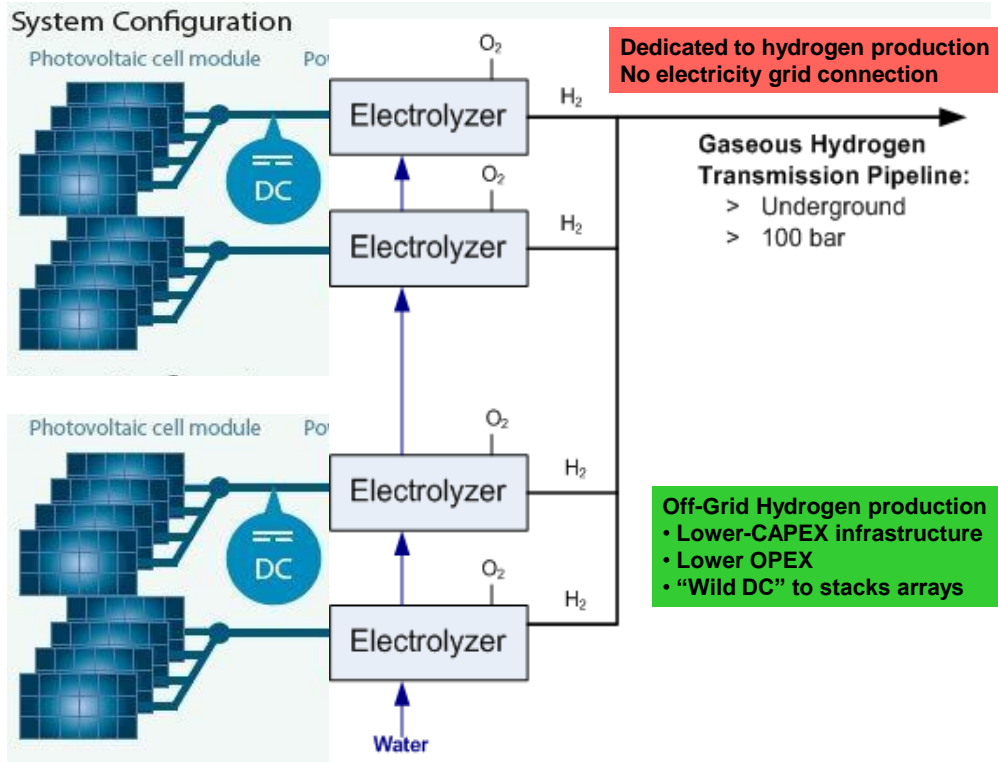 System Configuration
Photovoltaic cell module
Po
O₂
Dedicated to hydrogen production
No electricity grid connection
Electrolyzer
H₂
DC
O₂
Gaseous Hydrogen
Transmission Pipeline:
> Underground
> 100 bar
Electrolyzer
H₂
Photovoltaic cell module
Po
O₂
Electrolyzer
H₂
Off-Grid Hydrogen production
• Lower-CAPEX infrastructure
• Lower OPEX
• “Wild DC” to stacks arrays
DC
O₂
Electrolyzer
H₂
Water